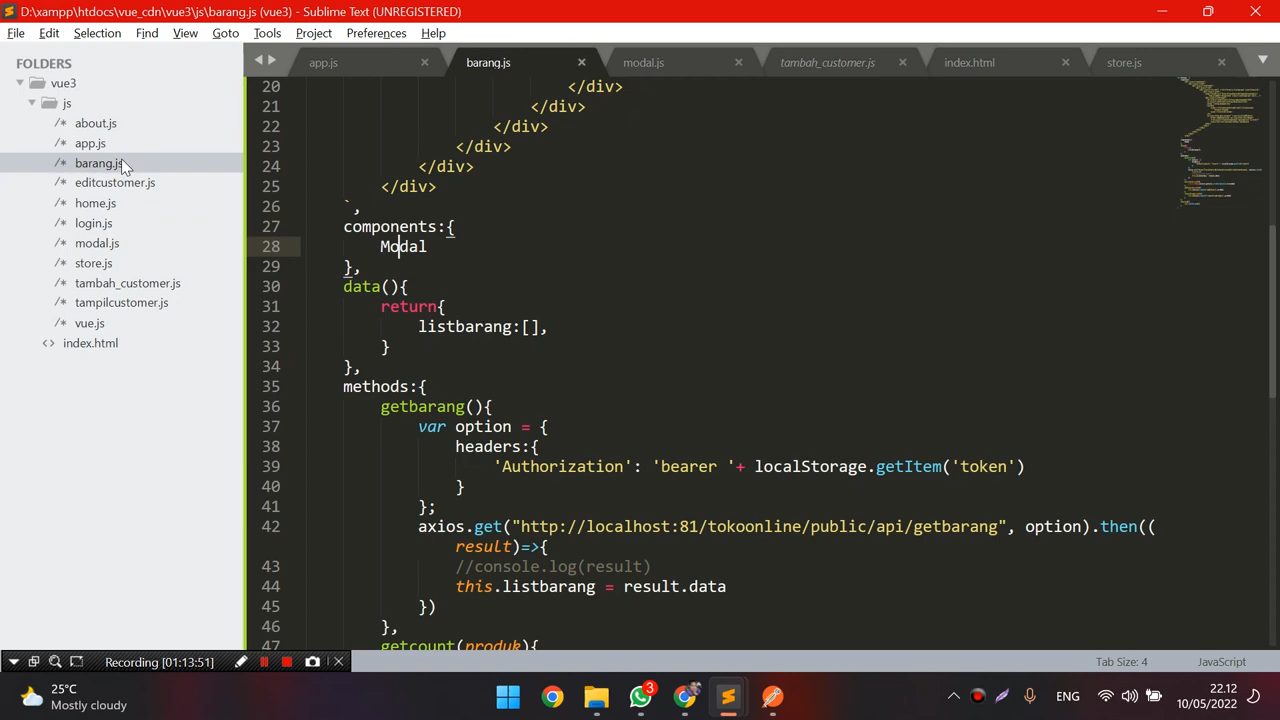 D:\xampp\htdocs\vue_cdn\vue3\js\barang.js (vue3) - Sublime Text (UNREGISTERED)
File Edit Selection Find View Goto Tools Project Preferences Help
FOLDERS
vue3
js
/* about.js
/* app.js
/* barang.js
/* editcustomer.js
/* home.js
/* login.js
/* modal.js
/* store.js
/* tambah_customer.js
/* tampilcustomer.js
/* vue.js
<> index.html
app.js barang.js modal.js tambah_customer.js index.html store.js
20 </div>
21 </div>
22 </div>
23 </div>
24 </div>
25 </div>
26 `,
27 components:{
28 Modal
29 },
30 data(){
31 return{
32 listbarang:[],
33 }
34 },
35 methods:{
36 getbarang(){
37 var option = {
38 headers:{
39 'Authorization': 'bearer '+ localStorage.getItem('token')
40 }
41 };
42 axios.get("http://localhost:81/tokoonline/public/api/getbarang", option).then((
result)=>{
43 //console.log(result)
44 this.listbarang = result.data
45 })
46 },
47 getcount(produk){
Recording [01:13:51]
Tab Size: 4 JavaScript
25°C
Mostly cloudy
3
ENG
22.12
10/05/2022